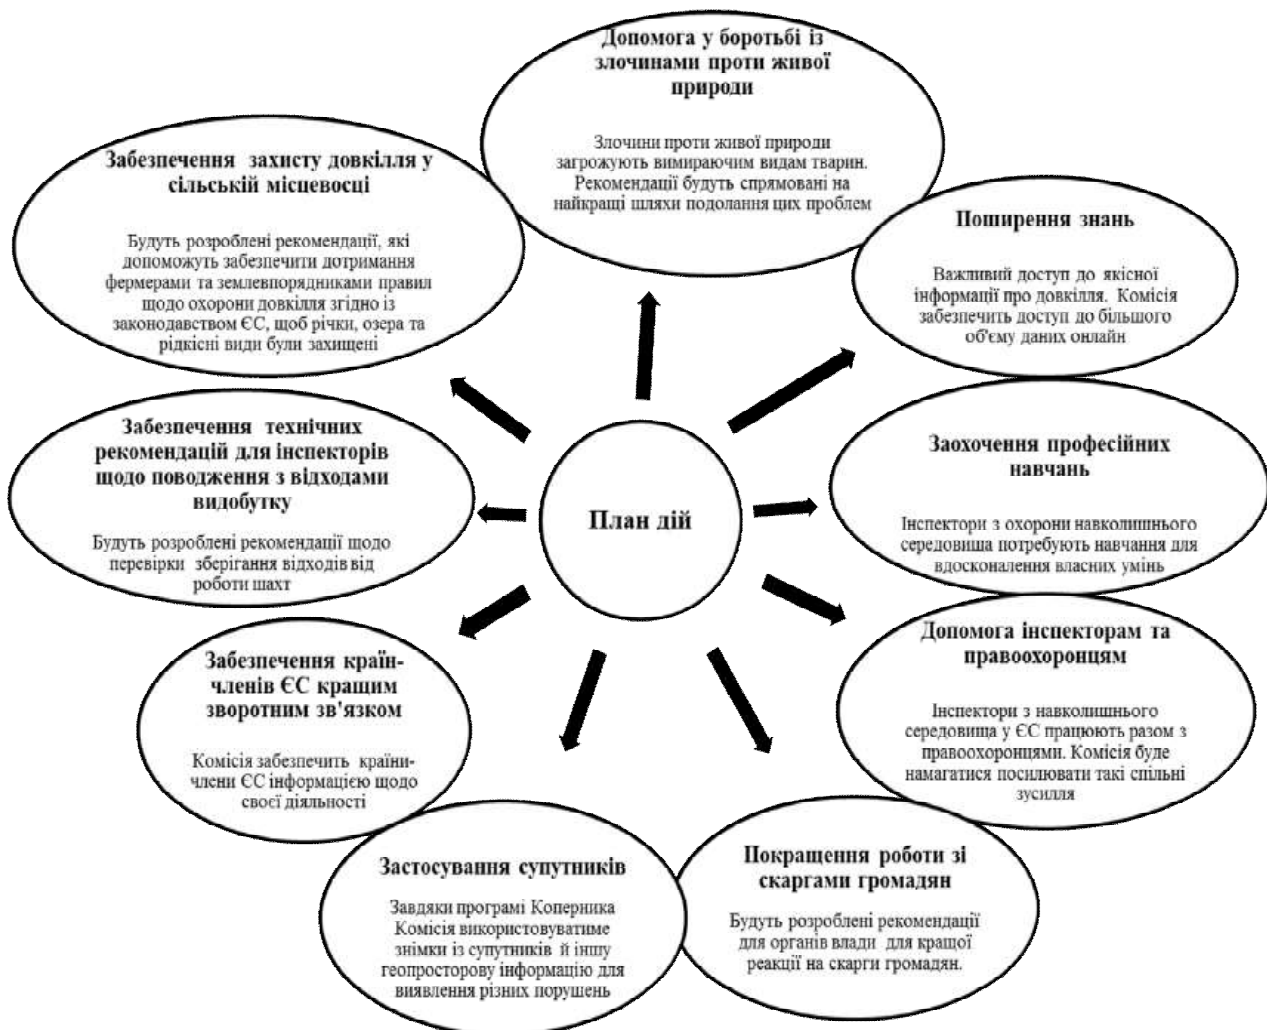 Допомога у боротьбі із
злочинами проти живої
природи
Злочини проти живої природи
загрожують вимираючим видам тварин.
Рекомендації будуть спрямовані на
найкращі шляхи подолання цих проблем
Забезпечення захисту довкілля у
сільській місцевосці
Будуть розроблені рекомендації, які
допоможуть забезпечити дотримання
фермерами та землевпорядниками правил
щодо охорони довкілля згідно із
законодавством ЄС, щоб річки, озера та
рідкісні види були захищені
Поширення знань
Важливий доступ до якісної
інформації про довкілля. Комісія
забезпечить доступ до більшого
об'єму даних онлайн
Забезпечення технічних
рекомендацій для інспекторів
щодо поводження з відходами
видобутку
Будуть розроблені рекомендації щодо
перевірки зберігання відходів від
роботи шахт
План дій
Заохочення професійних
навчань
Інспектори з охорони навколишнього
середовища потребують навчання для
вдосконалення власних умінь
Забезпечення країн-
членів ЄС кращим
зворотним зв'язком
Комісія забезпечить країни-
члени ЄС інформацією щодо
своєї діяльності
Допомога інспекторам та
правоохоронцям
Інспектори з навколишнього
середовища у ЄС працюють разом з
правоохоронцями. Комісія буде
намагатися посилювати такі спільні
зусилля
Застосування супутників
Завдяки програмі Коперника
Комісія використовуватиме
знімки із супутників й іншу
геопросторову інформацію для
виявлення різних порушень
Покращення роботи зі
скаргами громадян
Будуть розроблені рекомендації
для органів влади для кращої
реакції на скарги громадян.